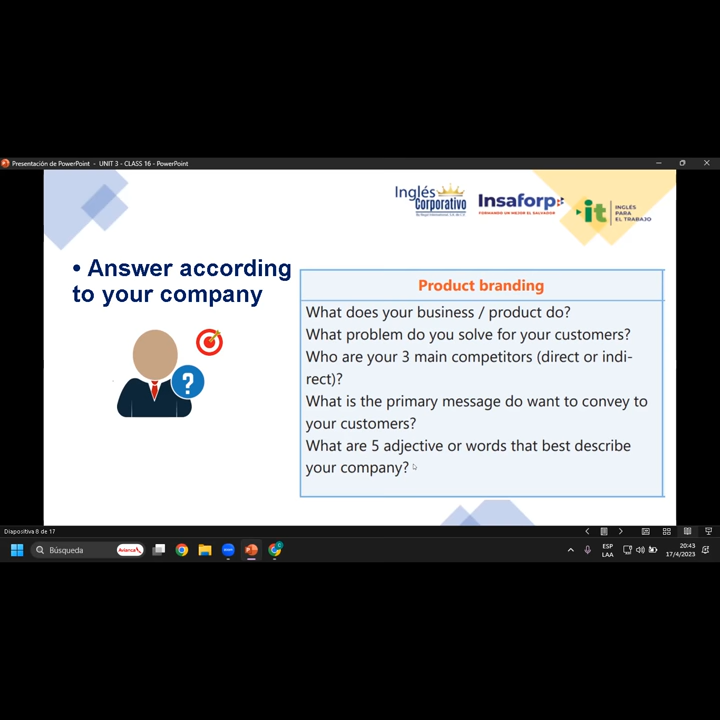 Presentación de PowerPoint - UNIT 3 - CLASS 16 - PowerPoint
Inglés
Corporativo
Insaforp
FORMANDO UN MEJOR EL SALVADOR
it
INGLÉS
PARA
EL TRABAJO
• Answer according
to your company
Product branding
What does your business / product do?
What problem do you solve for your customers?
Who are your 3 main competitors (direct or indi-
rect)?
What is the primary message do want to convey to
your customers?
What are 5 adjective or words that best describe
your company?
?
Diapositiva 8 de 17
Búsqueda
ESP
LAA
20:43
17/4/2023